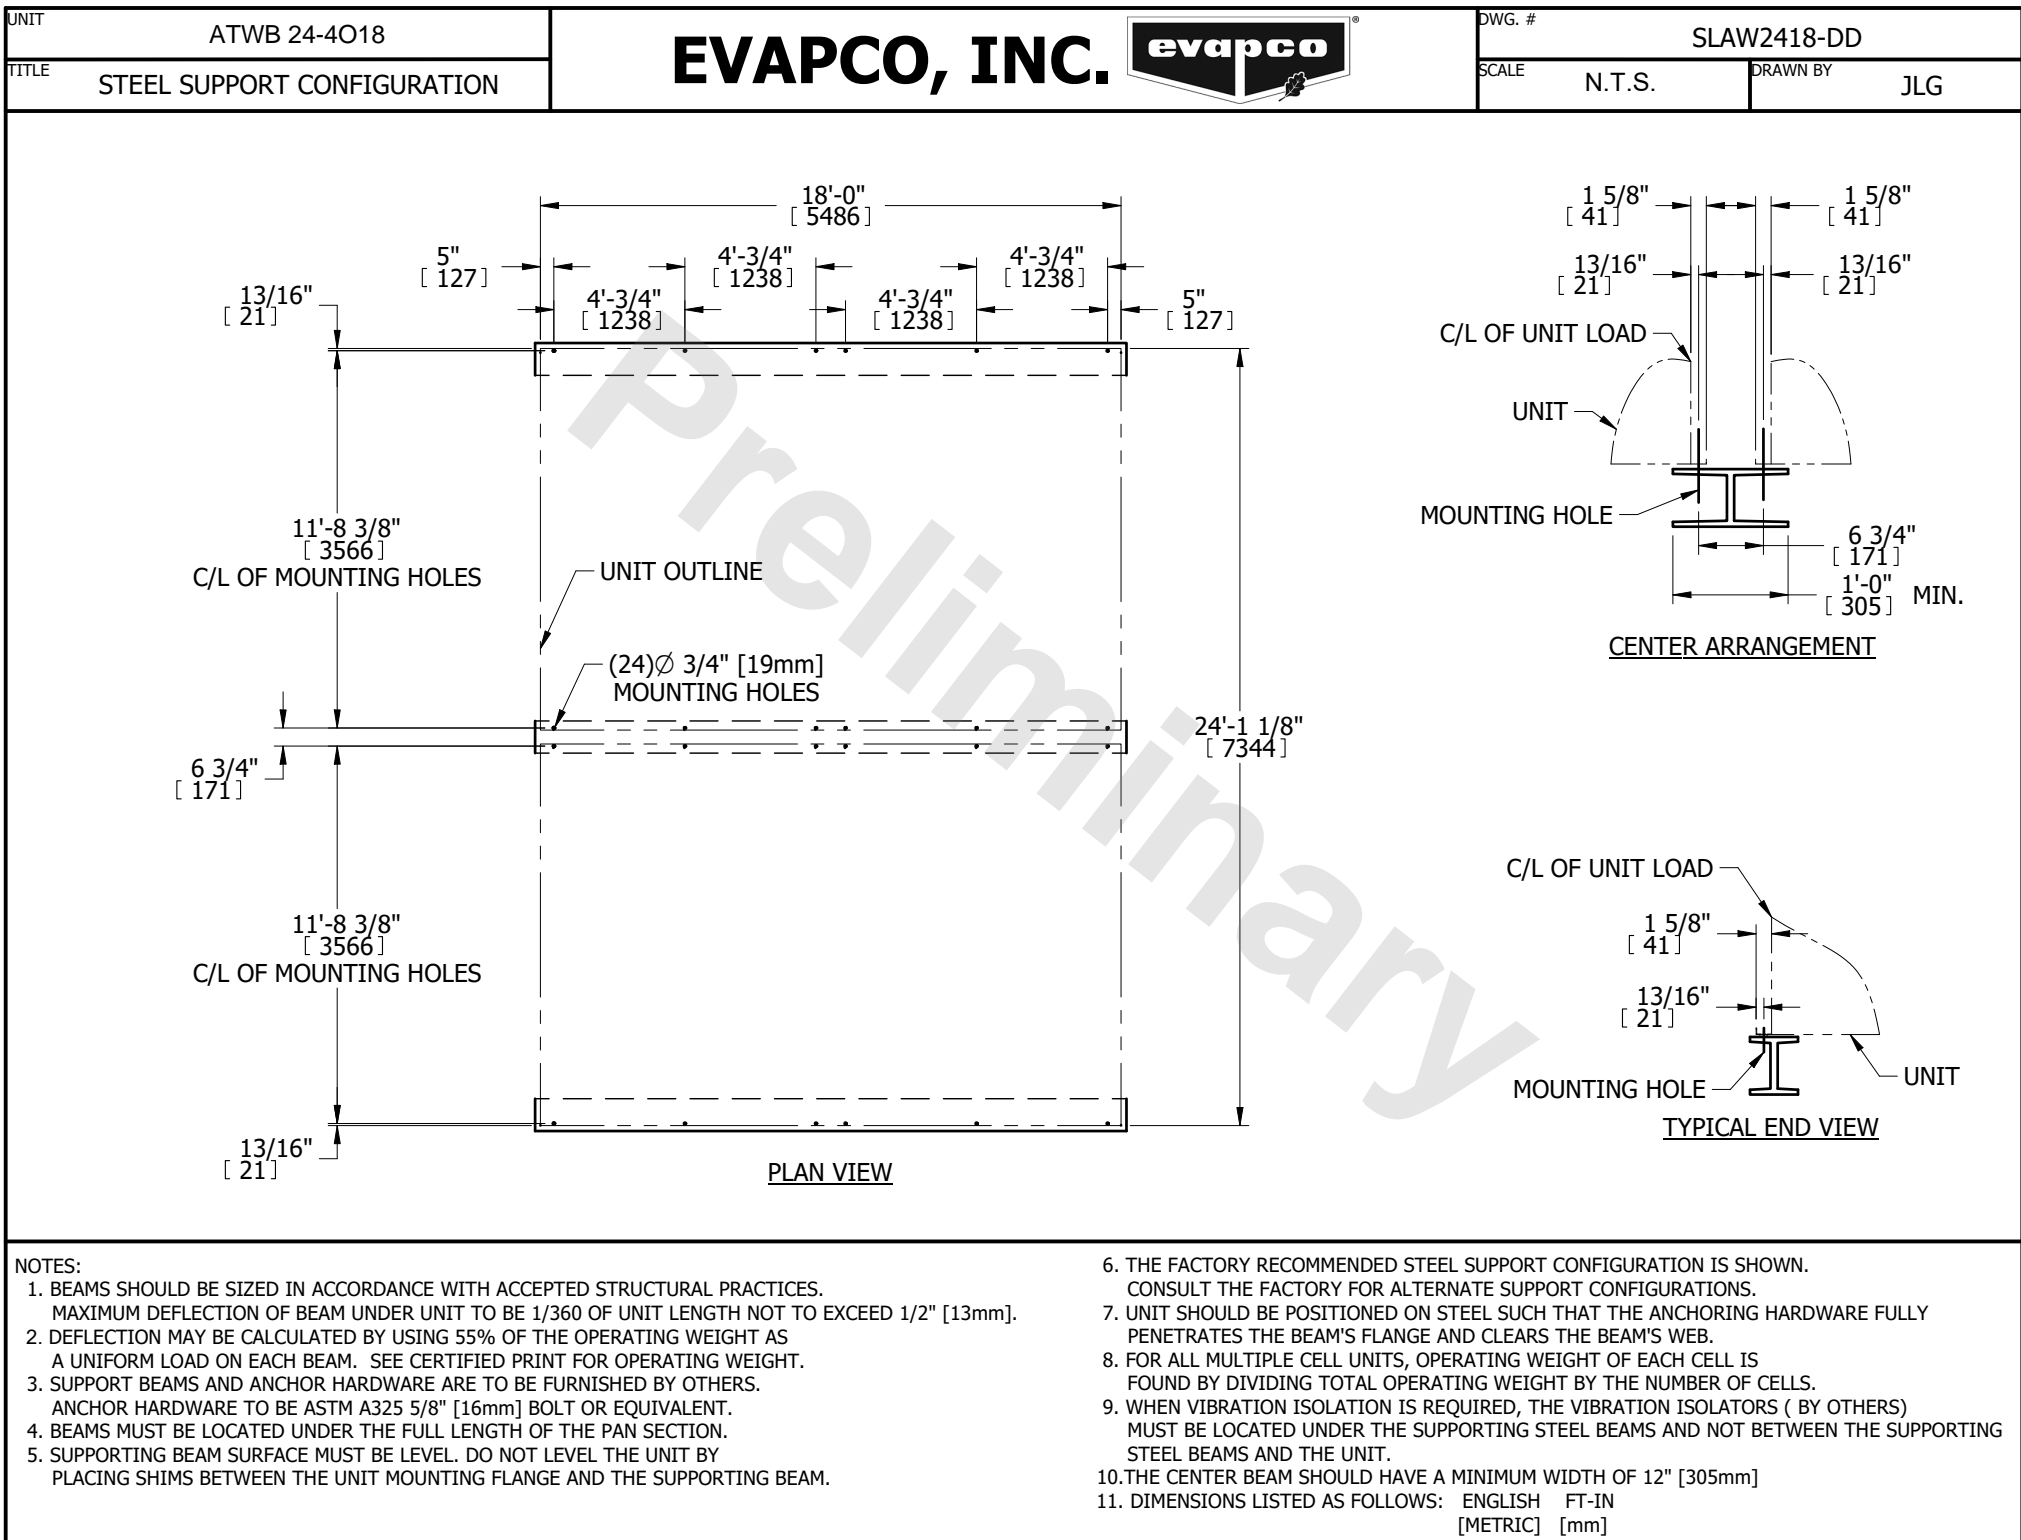 UNIT
ATWB 24-4O18
TITLE
STEEL SUPPORT CONFIGURATION
EVAPCO, INC.
evapco
®
DWG. #
SLAW2418-DD
SCALE
N.T.S.
DRAWN BY
JLG
18'-0"
[ 5486 ]
5"
[ 127 ]
4'-3/4"
[ 1238 ]
4'-3/4"
[ 1238 ]
13/16"
[ 21 ]
4'-3/4"
[ 1238 ]
4'-3/4"
[ 1238 ]
5"
[ 127 ]
11'-8 3/8"
[ 3566 ]
C/L OF MOUNTING HOLES
UNIT OUTLINE
(24)∅ 3/4" [19mm]
MOUNTING HOLES
24'-1 1/8"
[ 7344 ]
6 3/4"
[ 171 ]
11'-8 3/8"
[ 3566 ]
C/L OF MOUNTING HOLES
13/16"
[ 21 ]
PLAN VIEW
Preliminary
1 5/8"
[ 41 ]
1 5/8"
[ 41 ]
13/16"
[ 21 ]
13/16"
[ 21 ]
C/L OF UNIT LOAD
UNIT
MOUNTING HOLE
6 3/4"
[ 171 ]
1'-0"
[ 305 ]
MIN.
CENTER ARRANGEMENT
C/L OF UNIT LOAD
1 5/8"
[ 41 ]
13/16"
[ 21 ]
MOUNTING HOLE
UNIT
TYPICAL END VIEW
NOTES:
1. BEAMS SHOULD BE SIZED IN ACCORDANCE WITH ACCEPTED STRUCTURAL PRACTICES.
MAXIMUM DEFLECTION OF BEAM UNDER UNIT TO BE 1/360 OF UNIT LENGTH NOT TO EXCEED 1/2" [13mm].
2. DEFLECTION MAY BE CALCULATED BY USING 55% OF THE OPERATING WEIGHT AS
A UNIFORM LOAD ON EACH BEAM. SEE CERTIFIED PRINT FOR OPERATING WEIGHT.
3. SUPPORT BEAMS AND ANCHOR HARDWARE ARE TO BE FURNISHED BY OTHERS.
ANCHOR HARDWARE TO BE ASTM A325 5/8" [16mm] BOLT OR EQUIVALENT.
4. BEAMS MUST BE LOCATED UNDER THE FULL LENGTH OF THE PAN SECTION.
5. SUPPORTING BEAM SURFACE MUST BE LEVEL. DO NOT LEVEL THE UNIT BY
PLACING SHIMS BETWEEN THE UNIT MOUNTING FLANGE AND THE SUPPORTING BEAM.
6. THE FACTORY RECOMMENDED STEEL SUPPORT CONFIGURATION IS SHOWN.
CONSULT THE FACTORY FOR ALTERNATE SUPPORT CONFIGURATIONS.
7. UNIT SHOULD BE POSITIONED ON STEEL SUCH THAT THE ANCHORING HARDWARE FULLY
PENETRATES THE BEAM'S FLANGE AND CLEARS THE BEAM'S WEB.
8. FOR ALL MULTIPLE CELL UNITS, OPERATING WEIGHT OF EACH CELL IS
FOUND BY DIVIDING TOTAL OPERATING WEIGHT BY THE NUMBER OF CELLS.
9. WHEN VIBRATION ISOLATION IS REQUIRED, THE VIBRATION ISOLATORS ( BY OTHERS)
MUST BE LOCATED UNDER THE SUPPORTING STEEL BEAMS AND NOT BETWEEN THE SUPPORTING
STEEL BEAMS AND THE UNIT.
10.THE CENTER BEAM SHOULD HAVE A MINIMUM WIDTH OF 12" [305mm]
11. DIMENSIONS LISTED AS FOLLOWS: ENGLISH FT-IN
[METRIC] [mm]